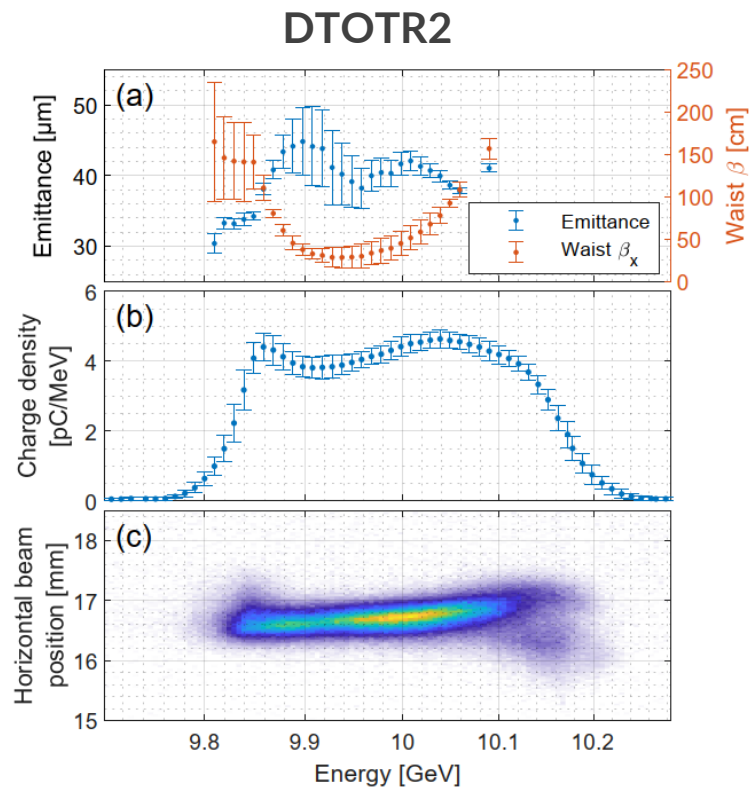 DTOTR2
(a)
50
40
30
Emittance [µm]
250
200
150
100
50
0
Waist β [cm]
Emittance
Waist βx
(b)
6
4
2
0
Charge density
[pC/MeV]
(c)
18
17
16
15
Horizontal beam
position [mm]
9.8 9.9 10 10.1 10.2
Energy [GeV]